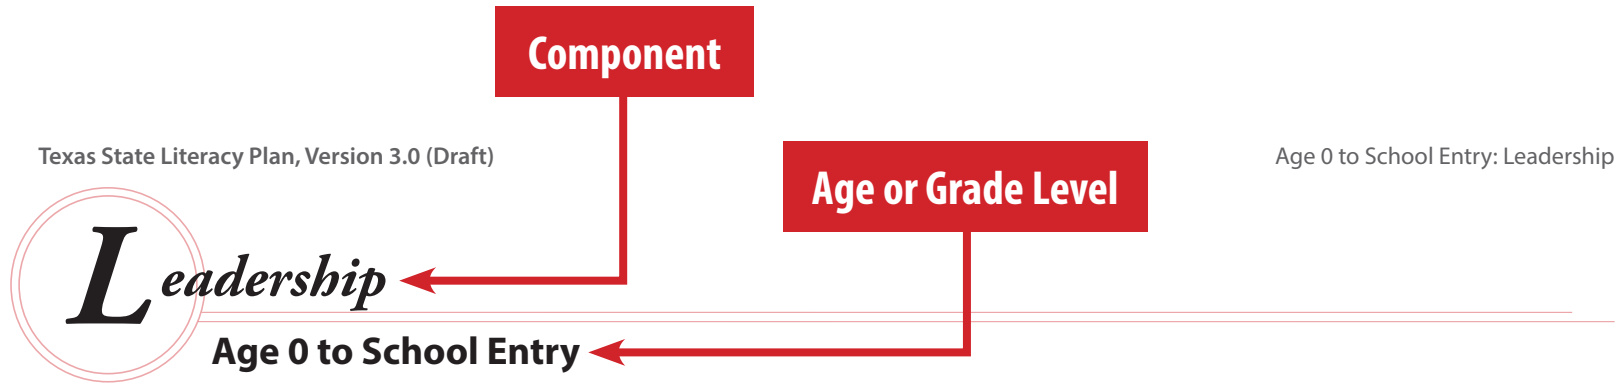 Component
Texas State Literacy Plan, Version 3.0 (Draft)
Age 0 to School Entry: Leadership
Age or Grade Level
Leadership
Age 0 to School Entry